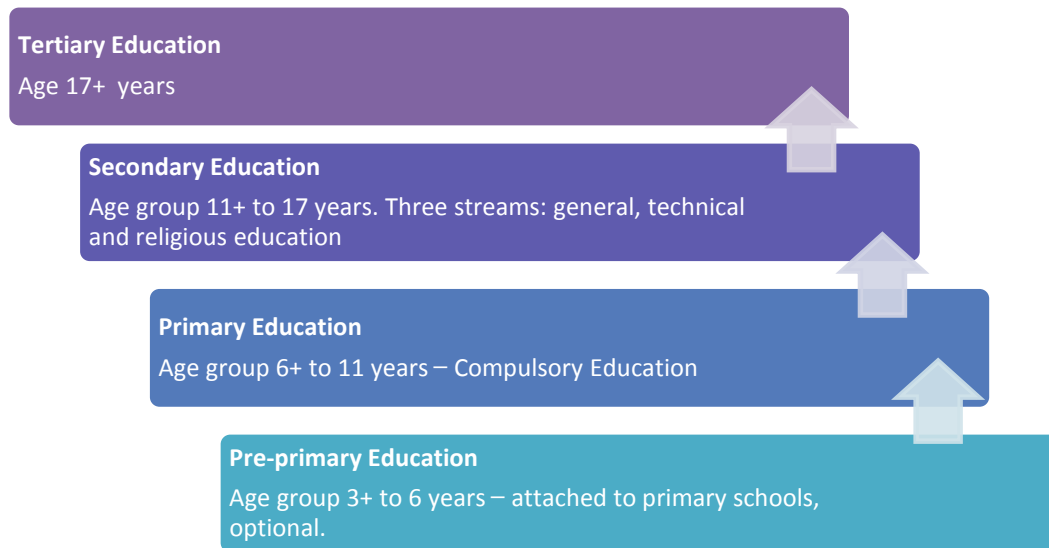 Tertiary Education
Age 17+ years
Secondary Education
Age group 11+ to 17 years. Three streams: general, technical
and religious education
Primary Education
Age group 6+ to 11 years – Compulsory Education
Pre-primary Education
Age group 3+ to 6 years – attached to primary schools,
optional.